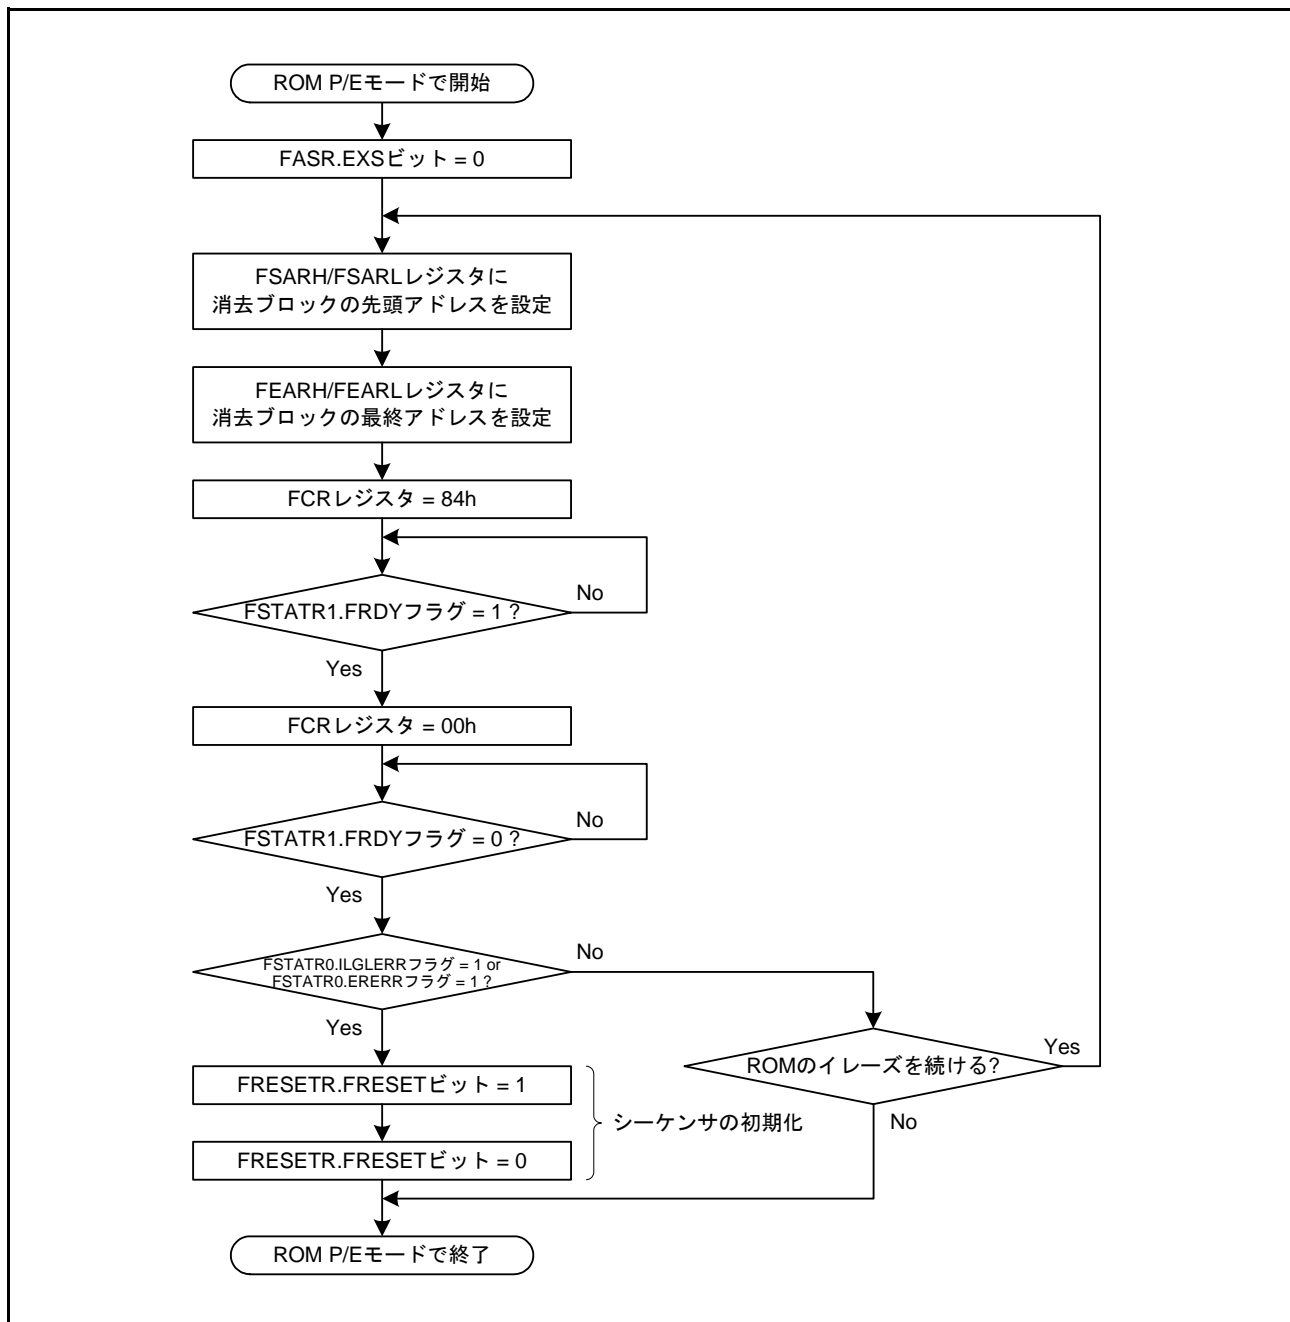 ROM P/Eモードで開始
FASR.EXSビット = 0
FSARH/FSARLレジスタに
消去ブロックの先頭アドレスを設定
FEARH/FEARLレジスタに
消去ブロックの最終アドレスを設定
FCRレジスタ = 84h
FSTATR1.FRDYフラグ = 1 ?
No
Yes
FCRレジスタ = 00h
FSTATR1.FRDYフラグ = 0 ?
No
Yes
FSTATR0.ILGLERRフラグ = 1 or
FSTATR0.ERERRフラグ = 1 ?
No
Yes
ROMのイレーズを続ける?
Yes
No
FRESETR.FRESETビット = 1
シーケンサの初期化
FRESETR.FRESETビット = 0
ROM P/Eモードで終了